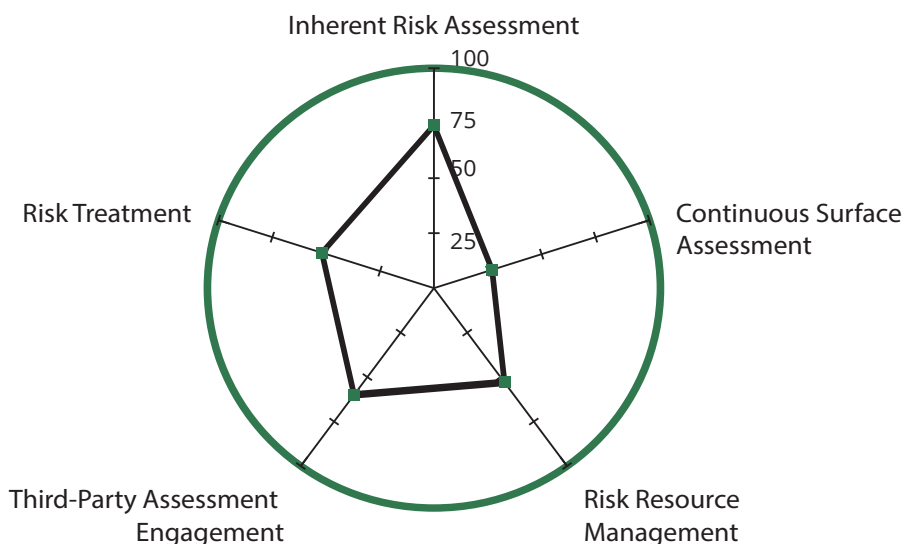 Inherent Risk Assessment
100
75
50
25
Risk Treatment
Continuous Surface
Assessment
Third-Party Assessment
Engagement
Risk Resource
Management